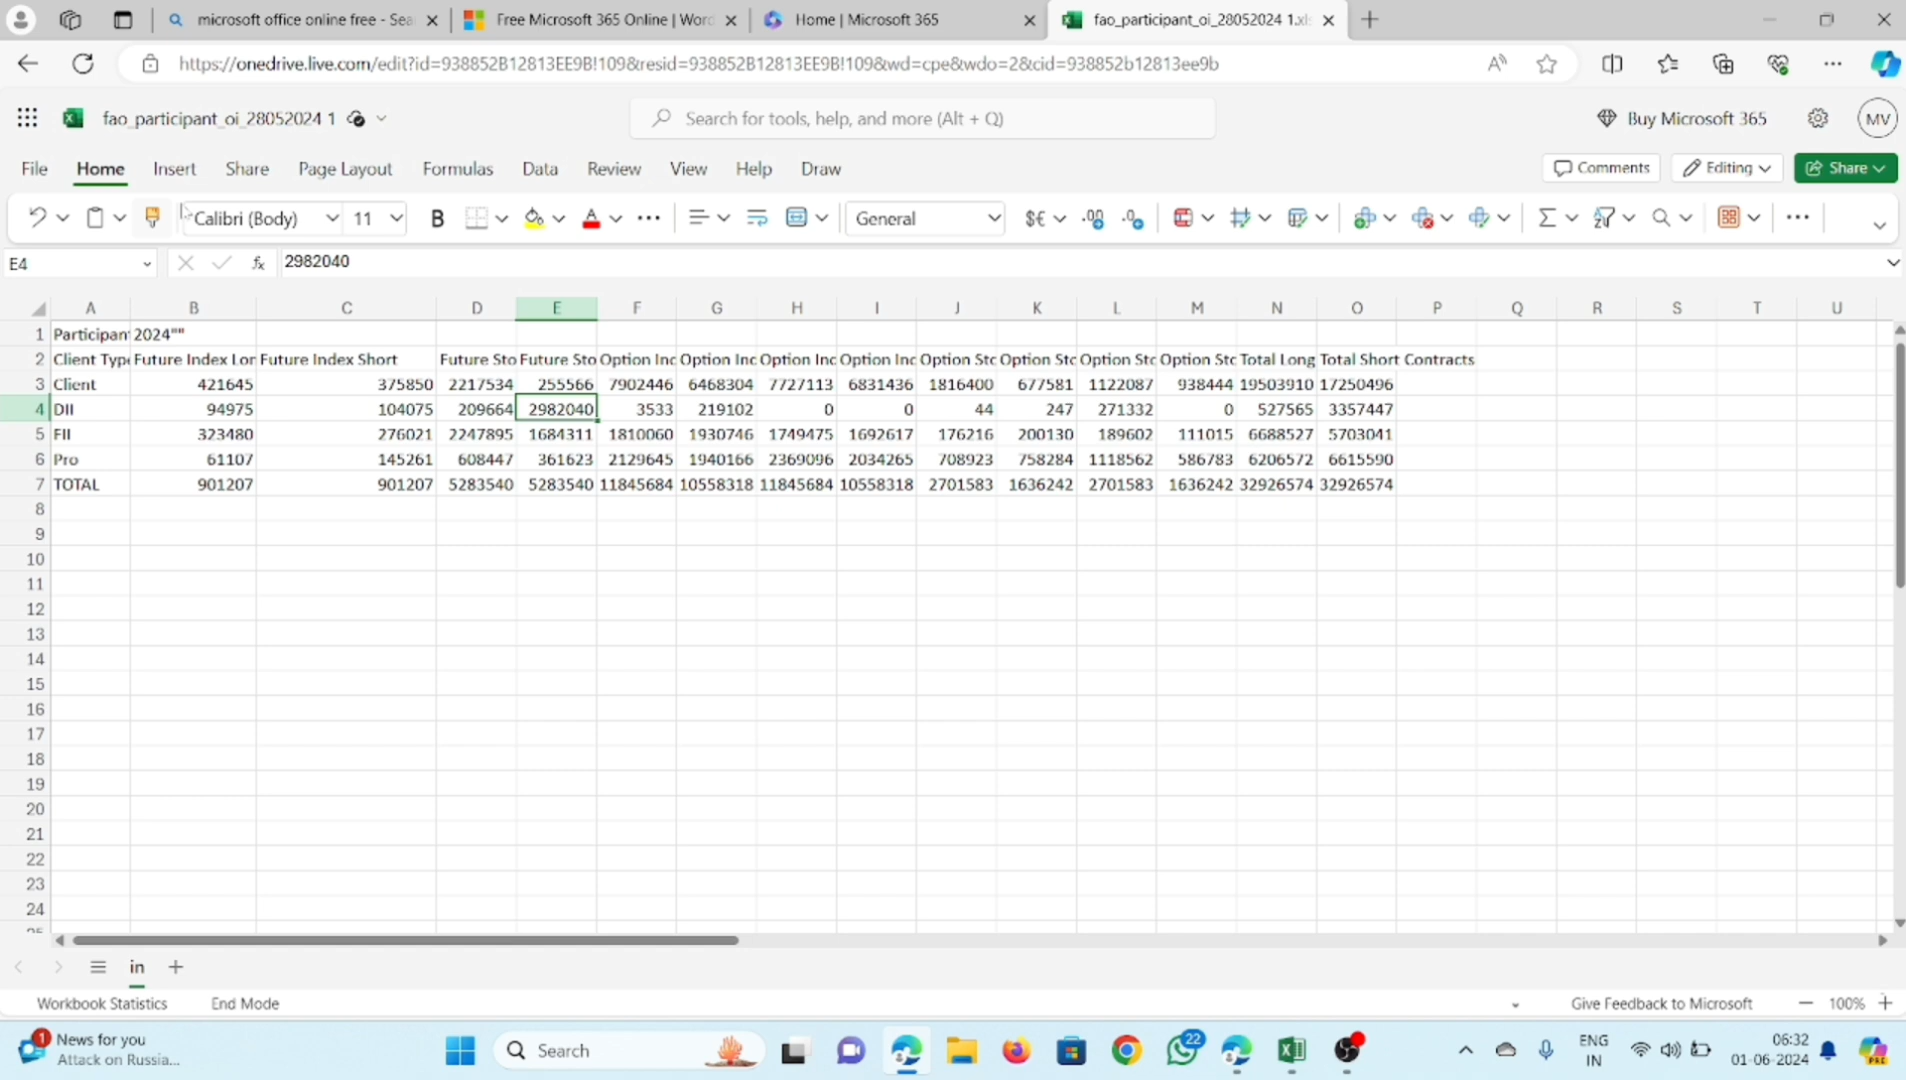 microsoft office online free - Sea
Free Microsoft 365 Online | Word
Home | Microsoft 365
fao_participant_oi_28052024 1.xls
https://onedrive.live.com/edit?id=938852B12813EE9B!109&resid=938852B12813EE9B!109&wd=cpe&wdo=2&cid=938852b12813ee9b
fao_participant_oi_28052024 1
Search for tools, help, and more (Alt + Q)
Buy Microsoft 365
MV
File Home Insert Share Page Layout Formulas Data Review View Help Draw
Comments Editing Share
Calibri (Body) 11 B A General $€
E4 fx 2982040
A B C D E F G H I J K L M N O P Q R S T U
1 Participant 2024""
2 Client Type Future Index Lor Future Index Short Future Sto Future Sto Option Inc Option Inc Option Inc Option Inc Option Stc Option Stc Option Stc Option Stc Total Long Total Short Contracts
3 Client 421645 375850 2217534 255566 7902446 6468304 7727113 6831436 1816400 677581 1122087 938444 19503910 17250496
4 DII 94975 104075 209664 2982040 3533 219102 0 0 44 247 271332 0 527565 3357447
5 FII 323480 276021 2247895 1684311 1810060 1930746 1749475 1692617 176216 200130 189602 111015 6688527 5703041
6 Pro 61107 145261 608447 361623 2129645 1940166 2369096 2034265 708923 758284 1118562 586783 6206572 6615590
7 TOTAL 901207 901207 5283540 5283540 11845684 10558318 11845684 10558318 2701583 1636242 2701583 1636242 32926574 32926574
8
9
10
11
12
13
14
15
16
17
18
19
20
21
22
23
24
25
in
Workbook Statistics End Mode
Give Feedback to Microsoft 100%
1 News for you
Attack on Russia...
Search
22
ENG
IN
06:32
01-06-2024
PRE